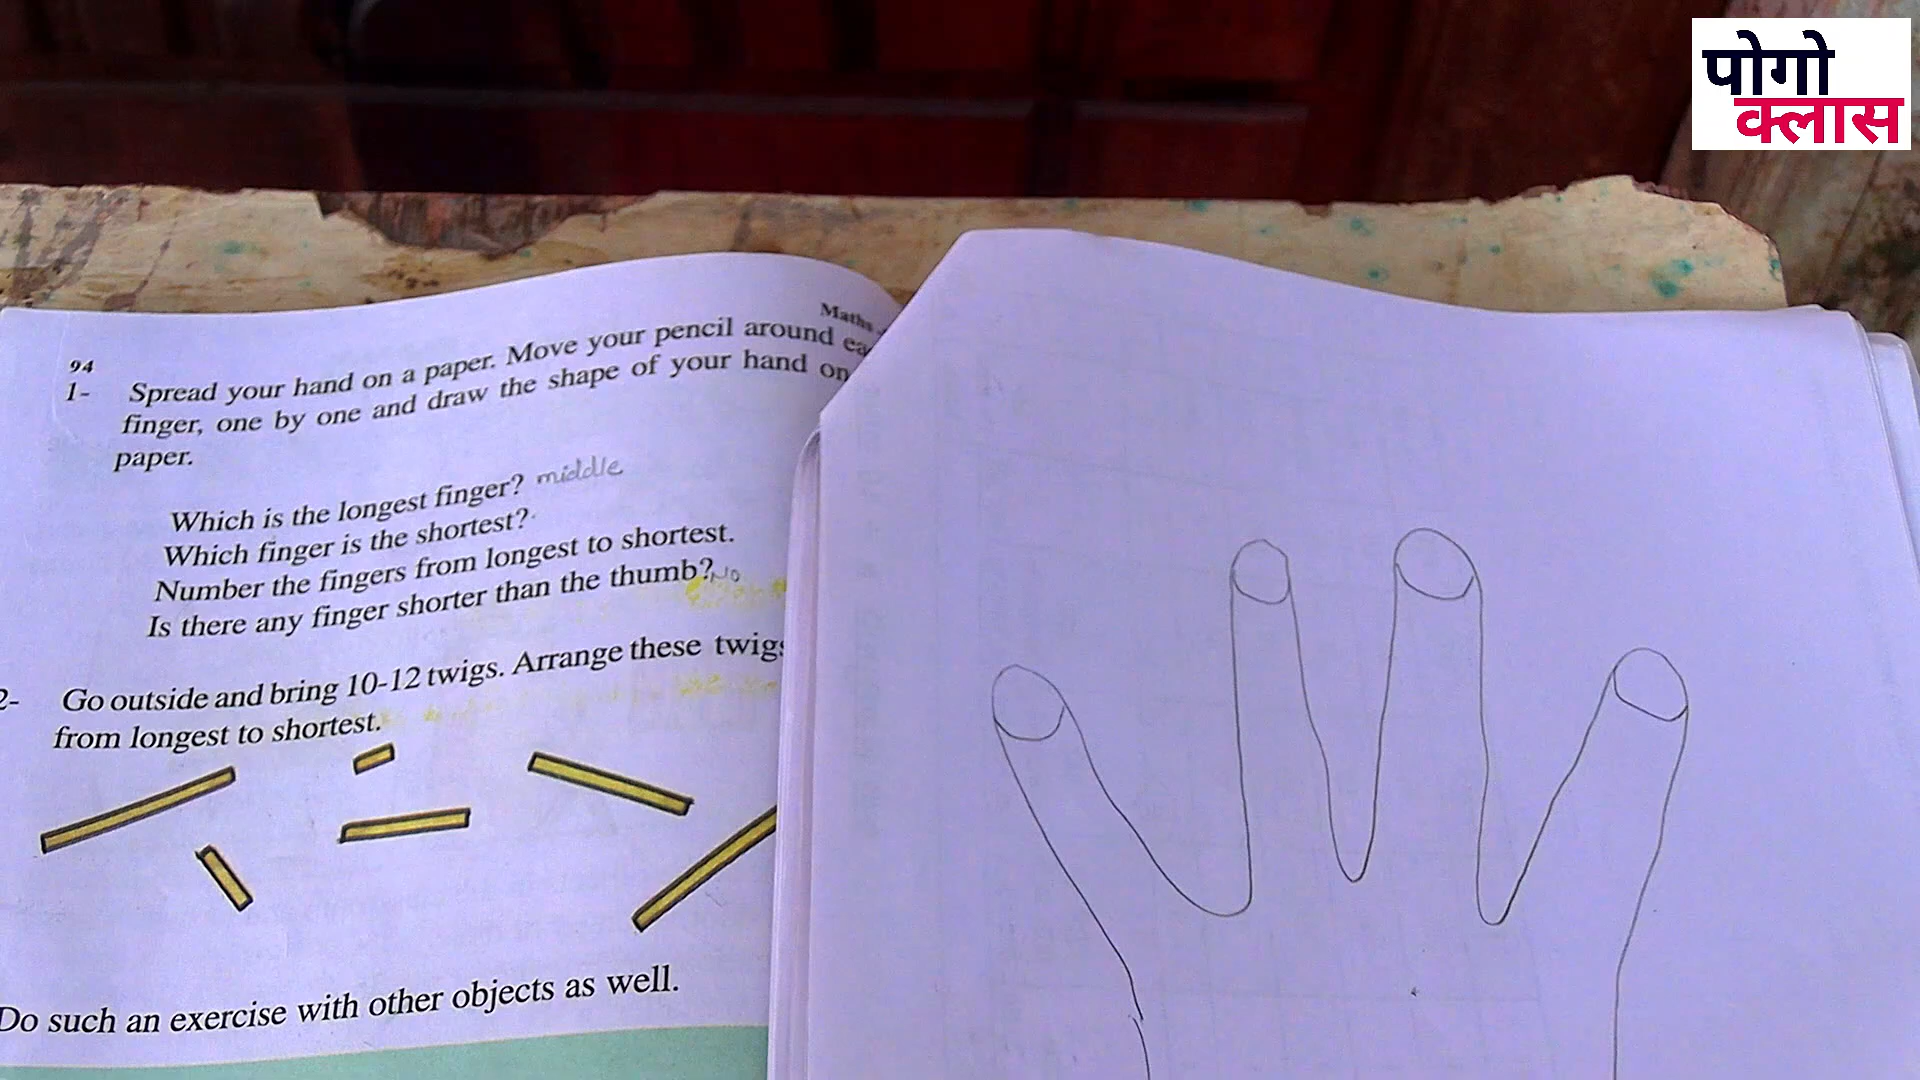 पोगो
क्लास
Maths
94
1- Spread your hand on a paper. Move your pencil around
finger, one by one and draw the shape of your hand on
paper.
Which is the longest finger? middle
Which finger is the shortest?
Number the fingers from longest to shortest.
Is there any finger shorter than the thumb? No
2- Go outside and bring 10-12 twigs. Arrange these twigs
from longest to shortest.
Do such an exercise with other objects as well.